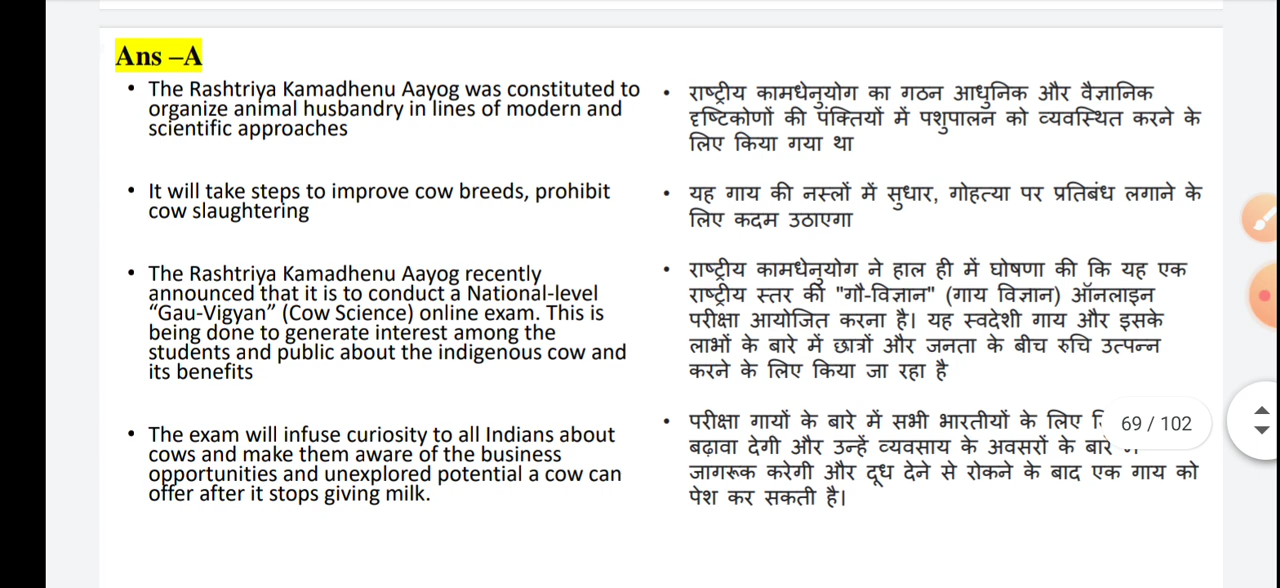 Ans –A
• The Rashtriya Kamadhenu Aayog was constituted to
organize animal husbandry in lines of modern and
scientific approaches
• It will take steps to improve cow breeds, prohibit
cow slaughtering
• The Rashtriya Kamadhenu Aayog recently
announced that it is to conduct a National-level
“Gau-Vigyan” (Cow Science) online exam. This is
being done to generate interest among the
students and public about the indigenous cow and
its benefits
• The exam will infuse curiosity to all Indians about
cows and make them aware of the business
opportunities and unexplored potential a cow can
offer after it stops giving milk.
• राष्ट्रीय कामधेनुयोग का गठन आधुनिक और वैज्ञानिक
दृष्टिकोणों की पंक्तियों में पशुपालन को व्यवस्थित करने के
लिए किया गया था
• यह गाय की नस्लों में सुधार, गोहत्या पर प्रतिबंध लगाने के
लिए कदम उठाएगा
• राष्ट्रीय कामधेनुयोग ने हाल ही में घोषणा की कि यह एक
राष्ट्रीय स्तर की "गौ-विज्ञान" (गाय विज्ञान) ऑनलाइन
परीक्षा आयोजित करना है। यह स्वदेशी गाय और इसके
लाभों के बारे में छात्रों और जनता के बीच रुचि उत्पन्न
करने के लिए किया जा रहा है
• परीक्षा गायों के बारे में सभी भारतीयों के लिए
बढ़ावा देगी और उन्हें व्यवसाय के अवसरों के बारे
जागरूक करेगी और दूध देने से रोकने के बाद एक गाय को
पेश कर सकती है।
69 / 102